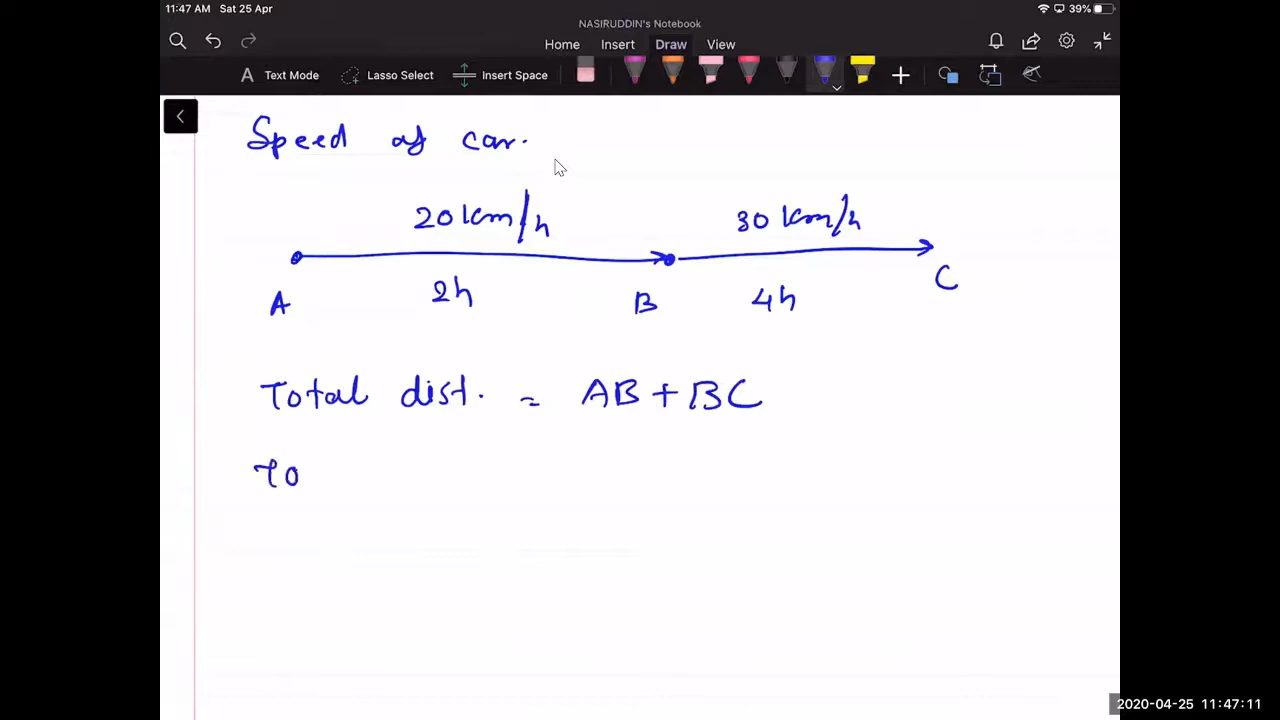 11:47 AM Sat 25 Apr
39%
NASIRUDDIN's Notebook
Home Insert Draw View
Text Mode Lasso Select Insert Space
Speed of car.
20 km/h 30 km/h
A 2h B 4h C
Total dist. = AB + BC
To
2020-04-25 11:47:11